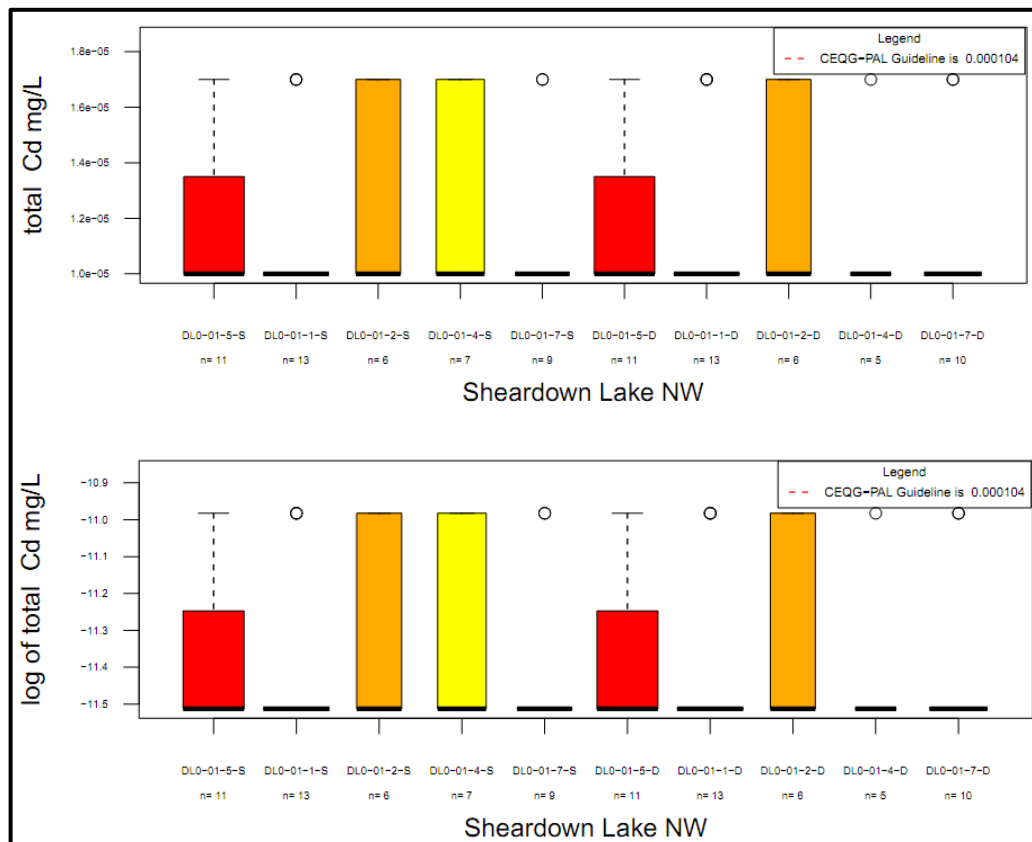 Legend
CEQG-PAL Guideline is 0.000104
total Cd mg/L
1.8e-05
1.6e-05
1.4e-05
1.2e-05
1.0e-05
DL0-01-5-S DL0-01-1-S DL0-01-2-S DL0-01-4-S DL0-01-7-S DL0-01-5-D DL0-01-1-D DL0-01-2-D DL0-01-4-D DL0-01-7-D
n= 11 n= 13 n= 6 n= 7 n= 9 n= 11 n= 13 n= 6 n= 5 n= 10
Sheardown Lake NW
Legend
CEQG-PAL Guideline is 0.000104
log of total Cd mg/L
-10.9
-11.0
-11.1
-11.2
-11.3
-11.4
-11.5
DL0-01-5-S DL0-01-1-S DL0-01-2-S DL0-01-4-S DL0-01-7-S DL0-01-5-D DL0-01-1-D DL0-01-2-D DL0-01-4-D DL0-01-7-D
n= 11 n= 13 n= 6 n= 7 n= 9 n= 11 n= 13 n= 6 n= 5 n= 10
Sheardown Lake NW